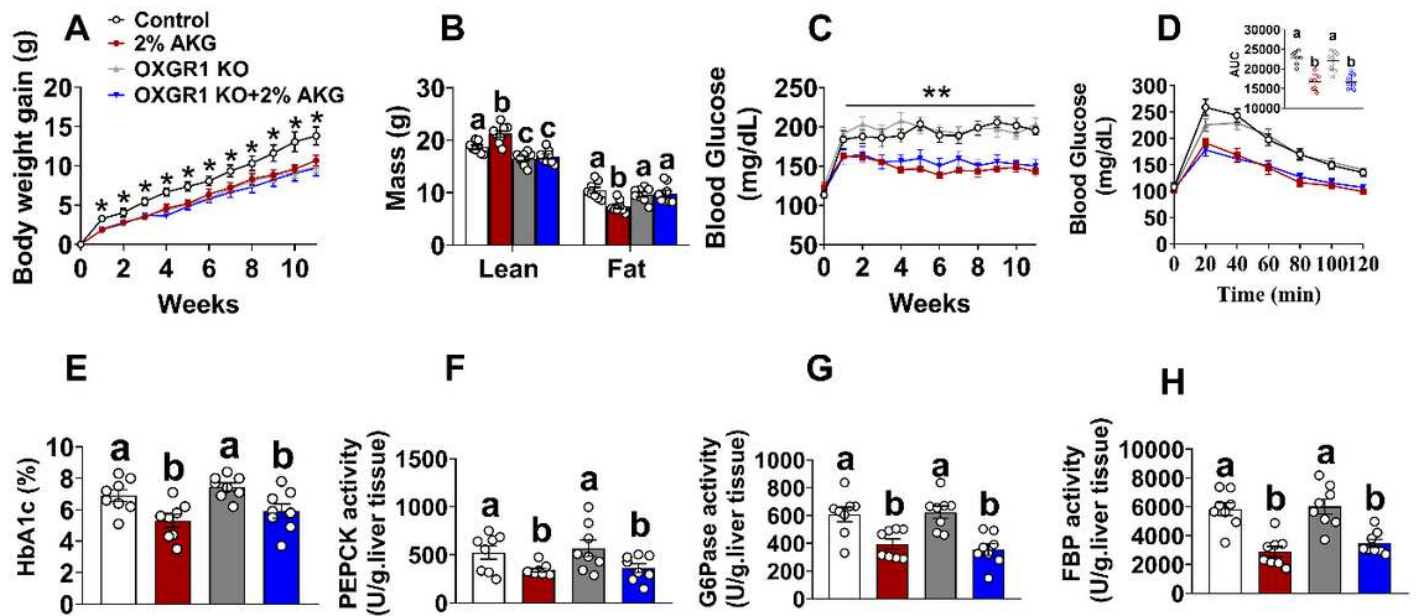 A
Control
2% AKG
OXGR1 KO
OXGR1 KO+2% AKG
Body weight gain (g)
20
15
10
5
0
* * * * * * * * * * *
0 2 4 6 8 10
Weeks
B
Mass (g)
30
20
10
0
a b c c
a b a a
Lean Fat
C
Blood Glucose
(mg/dL)
250
200
150
100
50
**
0 2 4 6 8 10
Weeks
D
Blood Glucose
(mg/dL)
300
250
200
150
100
50
0
0 20 40 60 80 100 120
Time (min)
AUC
30000
25000
20000
15000
10000
a b a b
E
HbA1c (%)
10
8
6
4
2
0
a b a b
F
PEPCK activity
(U/g.liver tissue)
1500
1000
500
0
a b a b
G
G6Pase activity
(U/g.liver tissue)
1000
800
600
400
200
0
a b a b
H
FBP activity
(U/g.liver tissue)
10000
8000
6000
4000
2000
0
a b a b